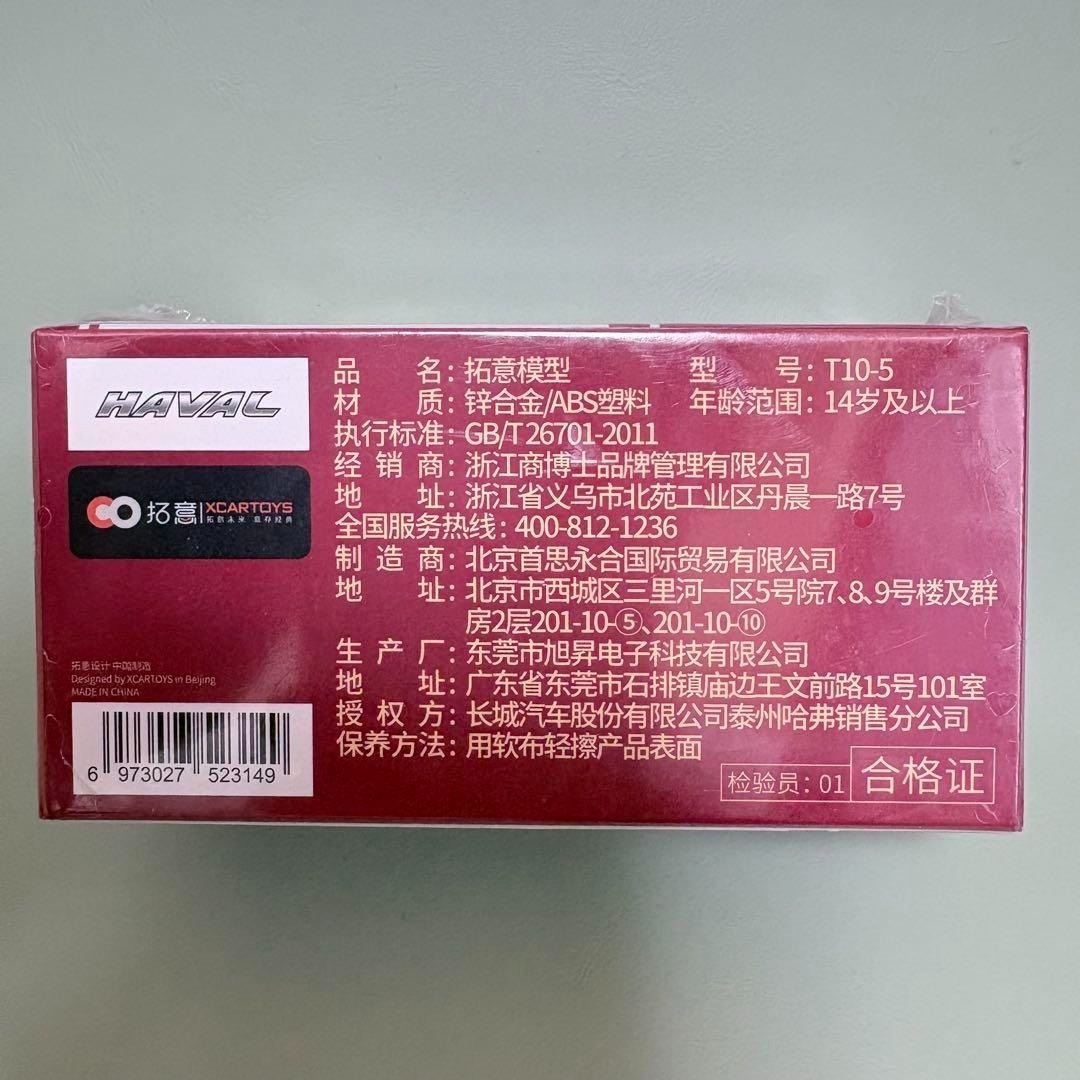 HAVAL
拓意 XCARTOYS
拓创未来 意存经典
拓意设计 中国制造
Designed by XCARTOYS in Beijing
MADE IN CHINA
6 973027 523149
品名：拓意模型 型号：T10-5
材质：锌合金/ABS塑料 年龄范围：14岁及以上
执行标准：GB/T 26701-2011
经销商：浙江商博士品牌管理有限公司
地址：浙江省义乌市北苑工业区丹晨一路7号
全国服务热线：400-812-1236
制造商：北京首思永合国际贸易有限公司
地址：北京市西城区三里河一区5号院7、8、9号楼及群
房2层201-10-⑤、201-10-⑩
生产厂：东莞市旭昇电子科技有限公司
地址：广东省东莞市石排镇庙边王文前路15号101室
授权方：长城汽车股份有限公司泰州哈弗销售分公司
保养方法：用软布轻擦产品表面
检验员：01 合格证